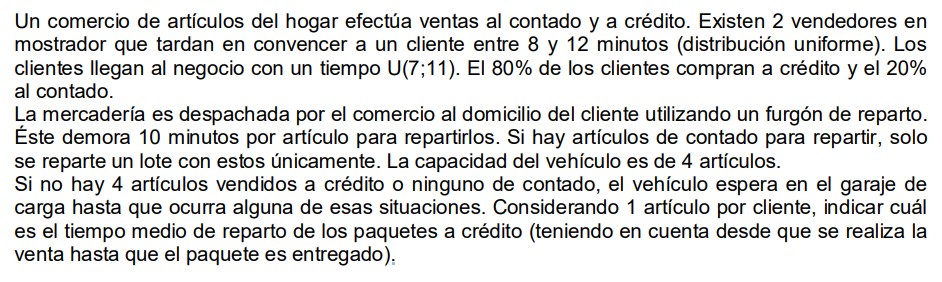 Un comercio de artículos del hogar efectúa ventas al contado y a crédito. Existen 2 vendedores en
mostrador que tardan en convencer a un cliente entre 8 y 12 minutos (distribución uniforme). Los
clientes llegan al negocio con un tiempo U(7;11). El 80% de los clientes compran a crédito y el 20%
al contado.
La mercadería es despachada por el comercio al domicilio del cliente utilizando un furgón de reparto.
Éste demora 10 minutos por artículo para repartirlos. Si hay artículos de contado para repartir, solo
se reparte un lote con estos únicamente. La capacidad del vehículo es de 4 artículos.
Si no hay 4 artículos vendidos a crédito o ninguno de contado, el vehículo espera en el garaje de
carga hasta que ocurra alguna de esas situaciones. Considerando 1 artículo por cliente, indicar cuál
es el tiempo medio de reparto de los paquetes a crédito (teniendo en cuenta desde que se realiza la
venta hasta que el paquete es entregado).